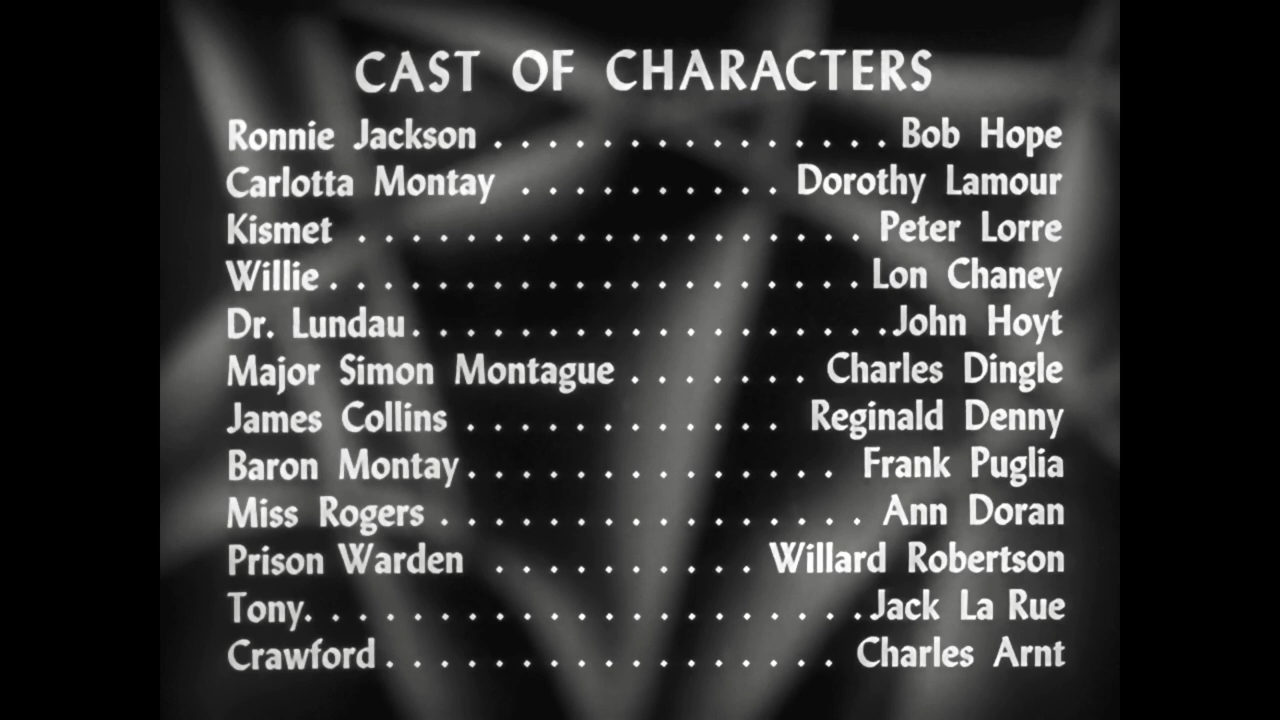 CAST OF CHARACTERS
Ronnie Jackson . . . . . . . . . . . . . . . Bob Hope
Carlotta Montay . . . . . . . . . . Dorothy Lamour
Kismet . . . . . . . . . . . . . . . . . . . Peter Lorre
Willie . . . . . . . . . . . . . . . . . . . . Lon Chaney
Dr. Lundau . . . . . . . . . . . . . . . . . . John Hoyt
Major Simon Montague . . . . . . . Charles Dingle
James Collins . . . . . . . . . . . . Reginald Denny
Baron Montay . . . . . . . . . . . . . . Frank Puglia
Miss Rogers . . . . . . . . . . . . . . . . Ann Doran
Prison Warden . . . . . . . . . . Willard Robertson
Tony . . . . . . . . . . . . . . . . . . . . . Jack La Rue
Crawford . . . . . . . . . . . . . . . . . Charles Arnt